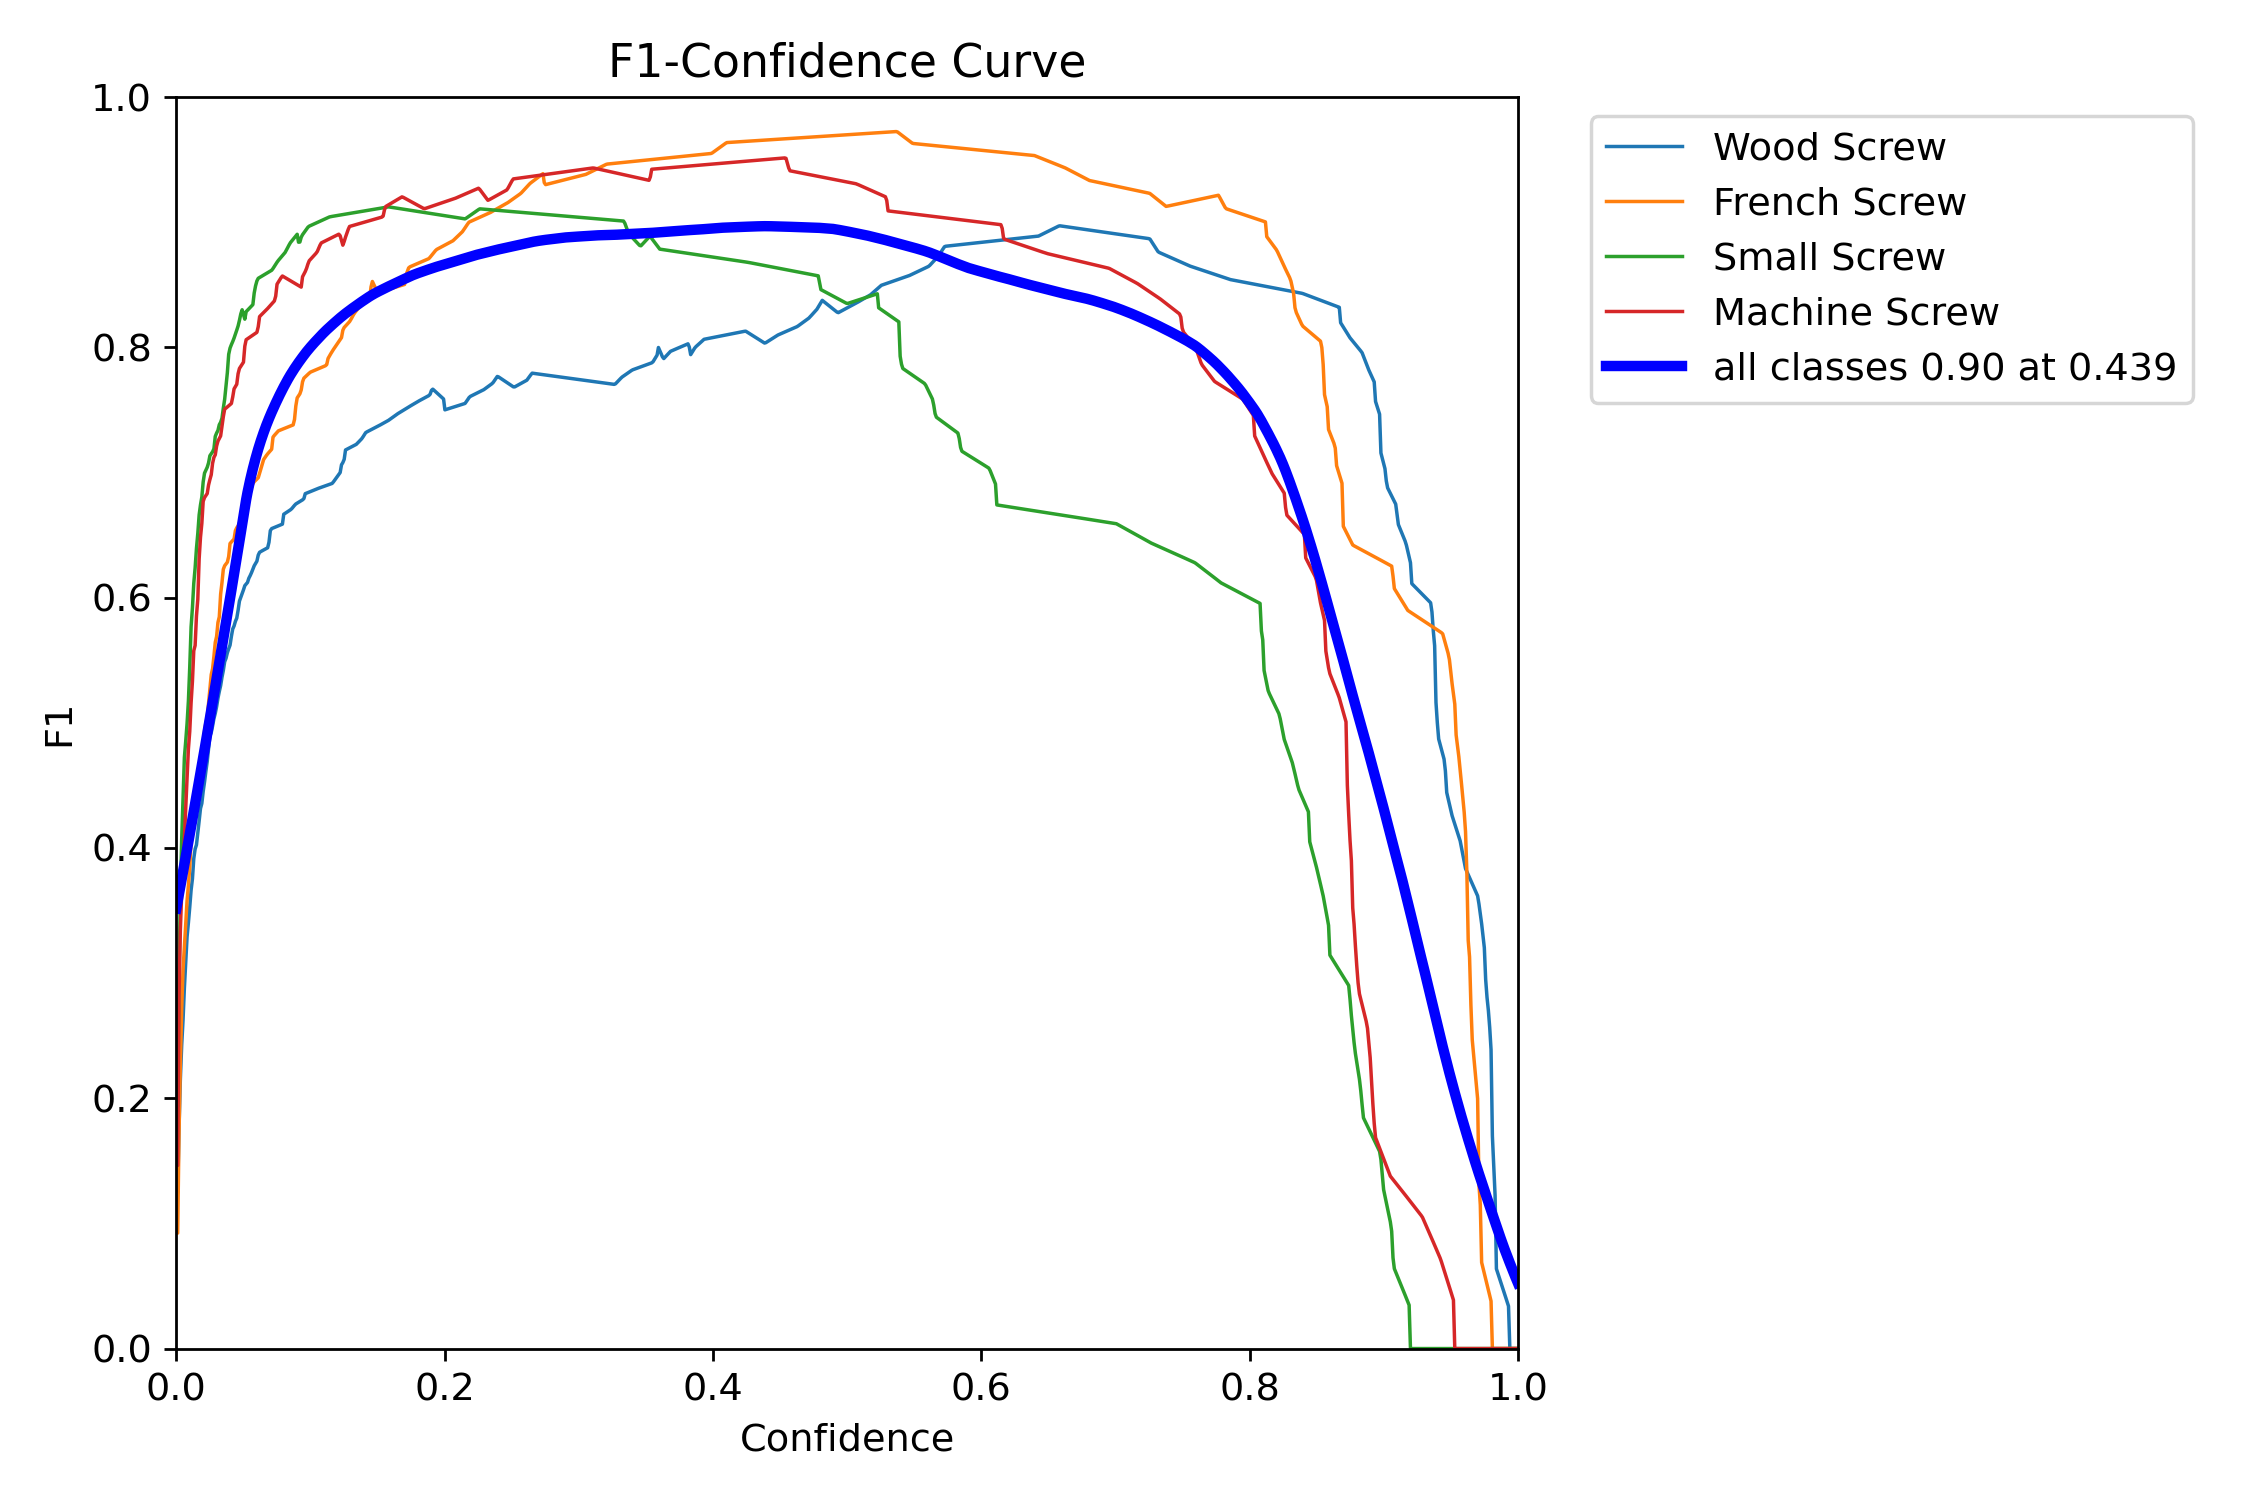 F1-Confidence Curve
1.0
0.8
0.6
0.4
0.2
0.0
F1
0.0 0.2 0.4 0.6 0.8 1.0
Confidence
Wood Screw
French Screw
Small Screw
Machine Screw
all classes 0.90 at 0.439